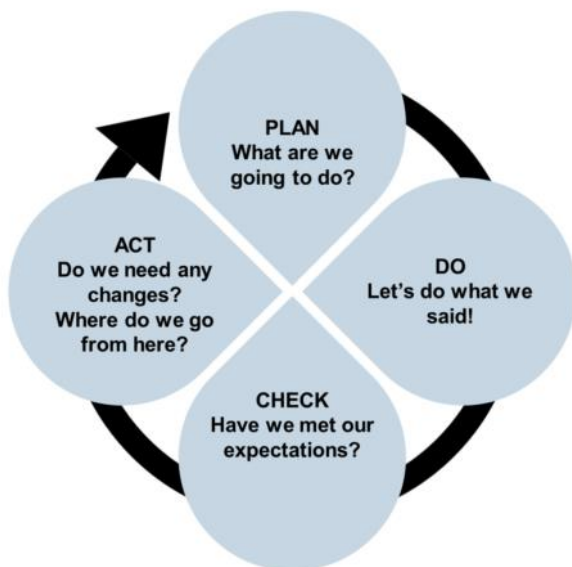 PLAN
What are we
going to do?
DO
Let's do what we
said!
CHECK
Have we met our
expectations?
ACT
Do we need any
changes?
Where do we go
from here?